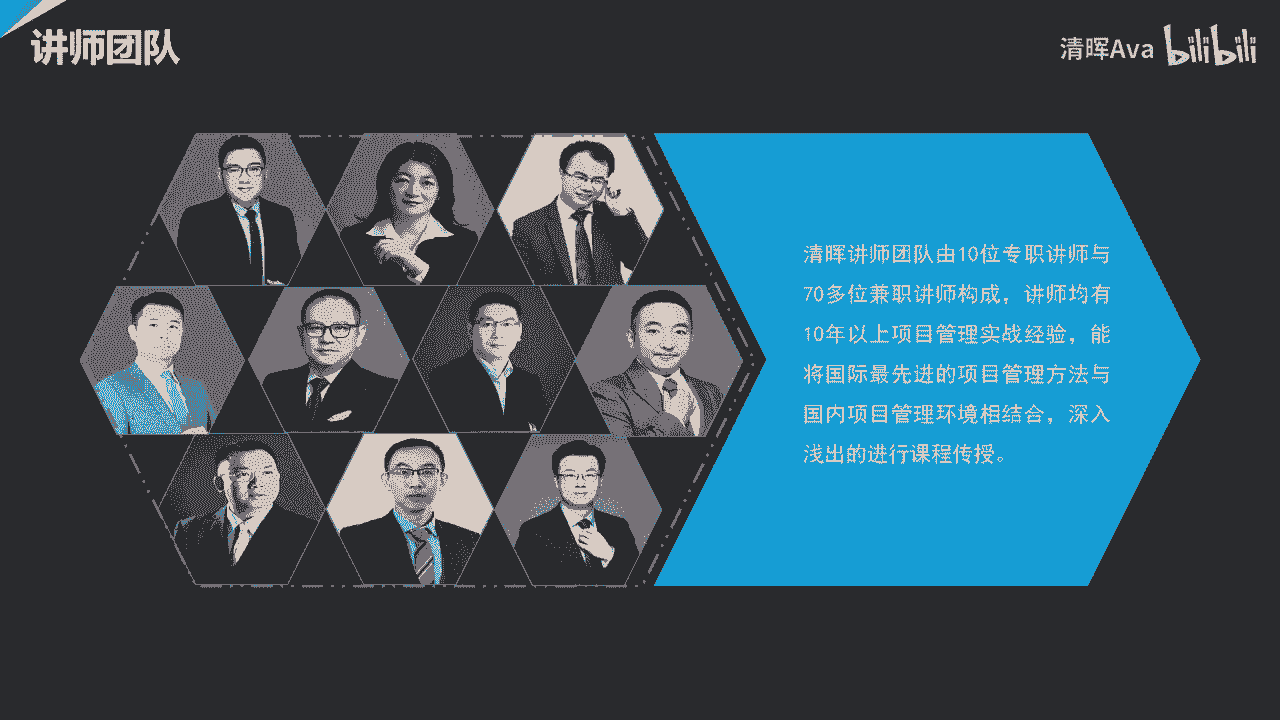 讲师团队
清晖Ava bilibili
清晖讲师团队由10位专职讲师与
70多位兼职讲师构成，讲师均有
10年以上项目管理实战经验，能
将国际最先进的项目管理方法与
国内项目管理环境相结合，深入
浅出的进行课程传授。